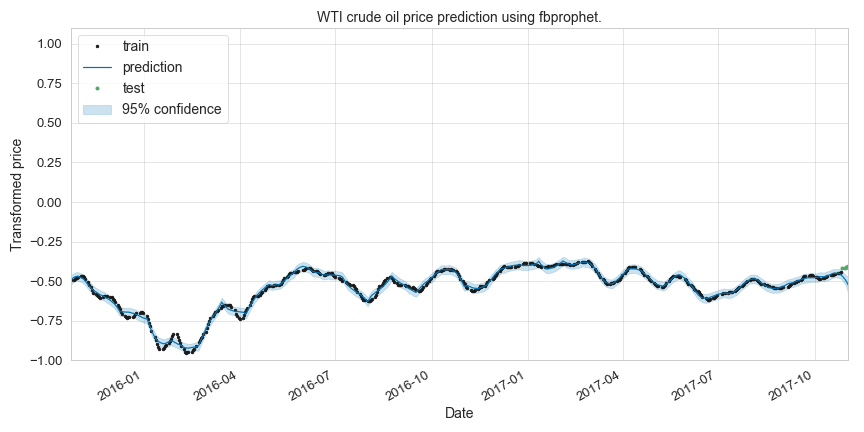 WTI crude oil price prediction using fbprophet.
train
prediction
test
95% confidence
1.00
0.75
0.50
0.25
0.00
−0.25
−0.50
−0.75
−1.00
Transformed price
2016-01
2016-04
2016-07
2016-10
2017-01
2017-04
2017-07
2017-10
Date